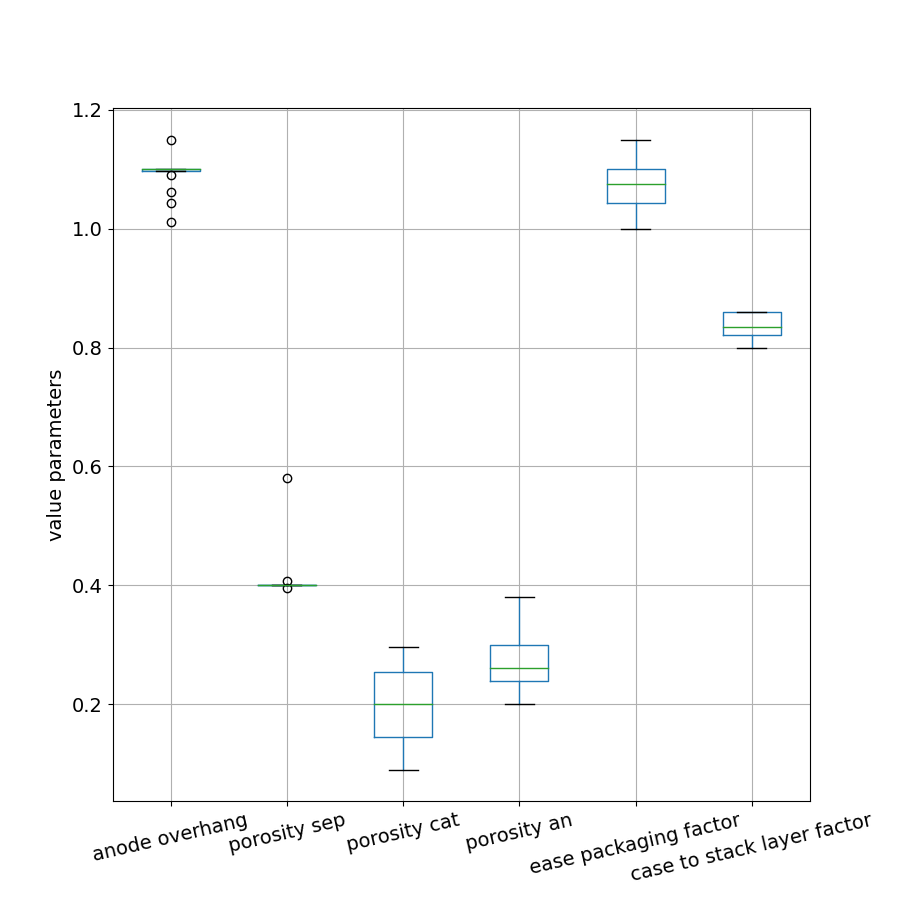 1.2
1.0
0.8
0.6
0.4
0.2
value parameters
anode overhang
porosity sep
porosity cat
porosity an
ease packaging factor
case to stack layer factor